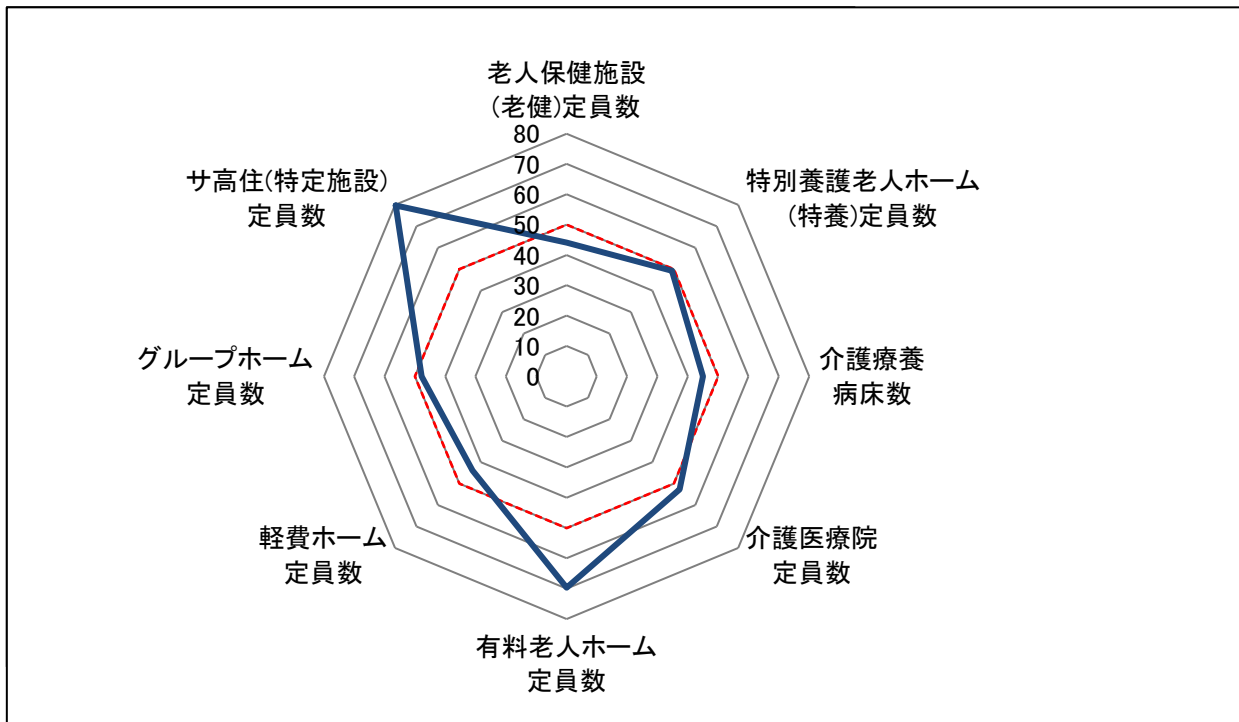 老人保健施設
(老健)定員数
特別養護老人ホーム
(特養)定員数
介護療養
病床数
介護医療院
定員数
有料老人ホーム
定員数
軽費ホーム
定員数
グループホーム
定員数
サ高住(特定施設)
定員数
80
70
60
50
40
30
20
10
0